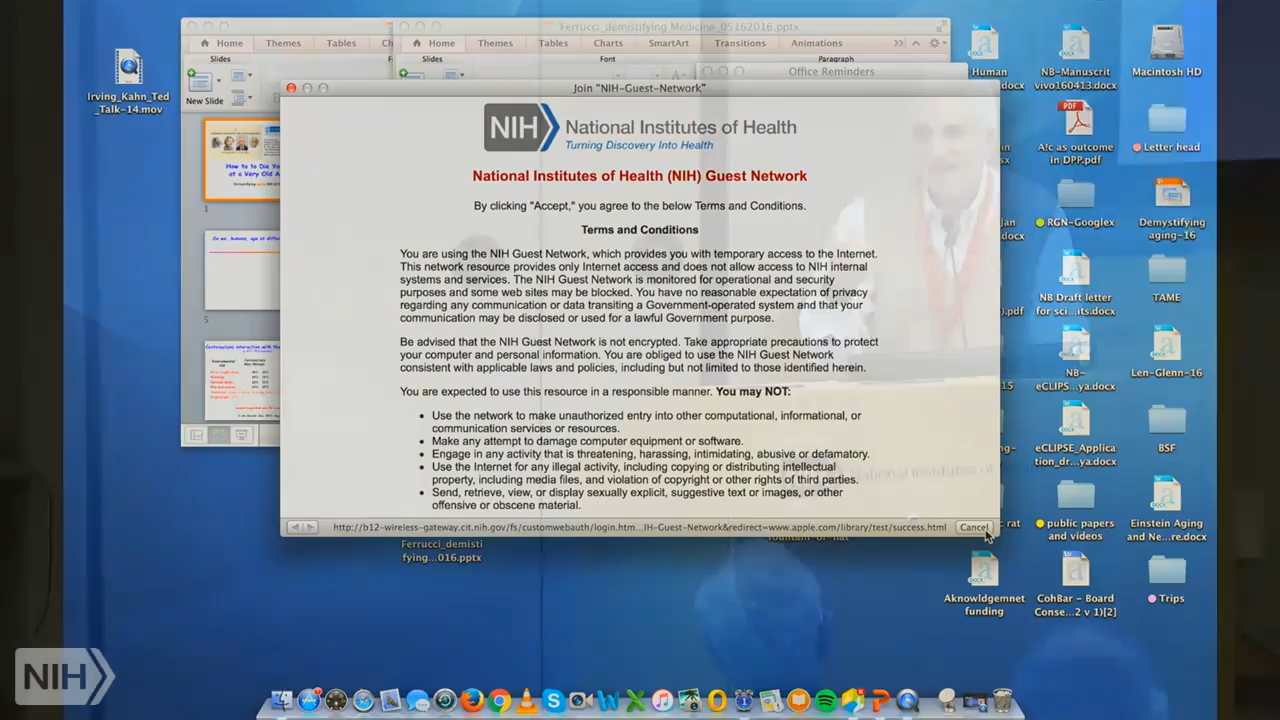 Ferrucci_demistifying Medicine_05162016.pptx
Home
Themes
Tables
Home
Themes
Tables
Charts
SmartArt
Transitions
Animations
Slides
Slides
Font
Paragraph
New Slide
Office Reminders
Irving_Kahn_Ted
_Talk-14.mov
How to to Die Yo
at a Very Old A
1
5
Join "NIH-Guest-Network"
NIH
National Institutes of Health
Turning Discovery Into Health
National Institutes of Health (NIH) Guest Network
By clicking "Accept," you agree to the below Terms and Conditions.
Terms and Conditions
You are using the NIH Guest Network, which provides you with temporary access to the Internet.
This network resource provides only Internet access and does not allow access to NIH internal
systems and services. The NIH Guest Network is monitored for operational and security
purposes and some web sites may be blocked. You have no reasonable expectation of privacy
regarding any communication or data transiting a Government-operated system and that your
communication may be disclosed or used for a lawful Government purpose.
Be advised that the NIH Guest Network is not encrypted. Take appropriate precautions to protect
your computer and personal information. You are obliged to use the NIH Guest Network
consistent with applicable laws and policies, including but not limited to those identified herein.
You are expected to use this resource in a responsible manner. You may NOT:
• Use the network to make unauthorized entry into other computational, informational, or
communication services or resources.
• Make any attempt to damage computer equipment or software.
• Engage in any activity that is threatening, harassing, intimidating, abusive or defamatory.
• Use the Internet for any illegal activity, including copying or distributing intellectual
property, including media files, and violation of copyright or other rights of third parties.
• Send, retrieve, view, or display sexually explicit, suggestive text or images, or other
offensive or obscene material.
http://b12-wireless-gateway.cit.nih.gov/fs/customwebauth/login.htm...IH-Guest-Network&redirect=www.apple.com/library/test/success.html
Cancel
Ferrucci_demisti
fying...016.pptx
Human
docx
NB-Manuscrit
vivo160413.docx
Macintosh HD
A!c as outcome
in DPP.pdf
Letter head
RGN-Googlex
Demystifying
aging-16
NB Draft letter
for sci...its.docx
TAME
NB-
eCLIPS...ya.docx
Len-Glenn-16
eCLIPSE_Applica
tion_dr...ya.docx
BSF
public papers
and videos
Einstein Aging
and Ne...re.docx
Aknowldgemnet
funding
CohBar - Board
Conse...2 v 1)[2]
Trips
NIH